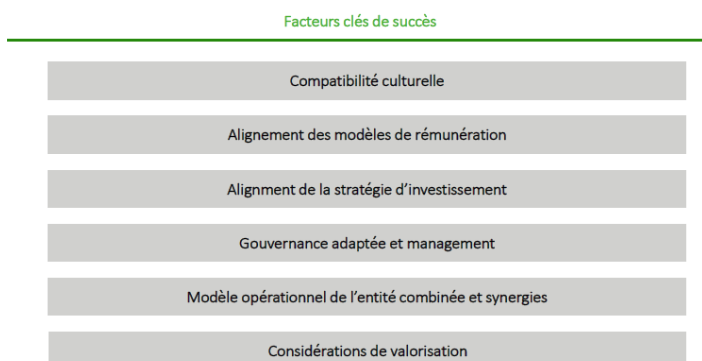 Facteurs clés de succès
Compatibilité culturelle
Alignement des modèles de rémunération
Alignment de la stratégie d’investissement
Gouvernance adaptée et management
Modèle opérationnel de l’entité combinée et synergies
Considérations de valorisation